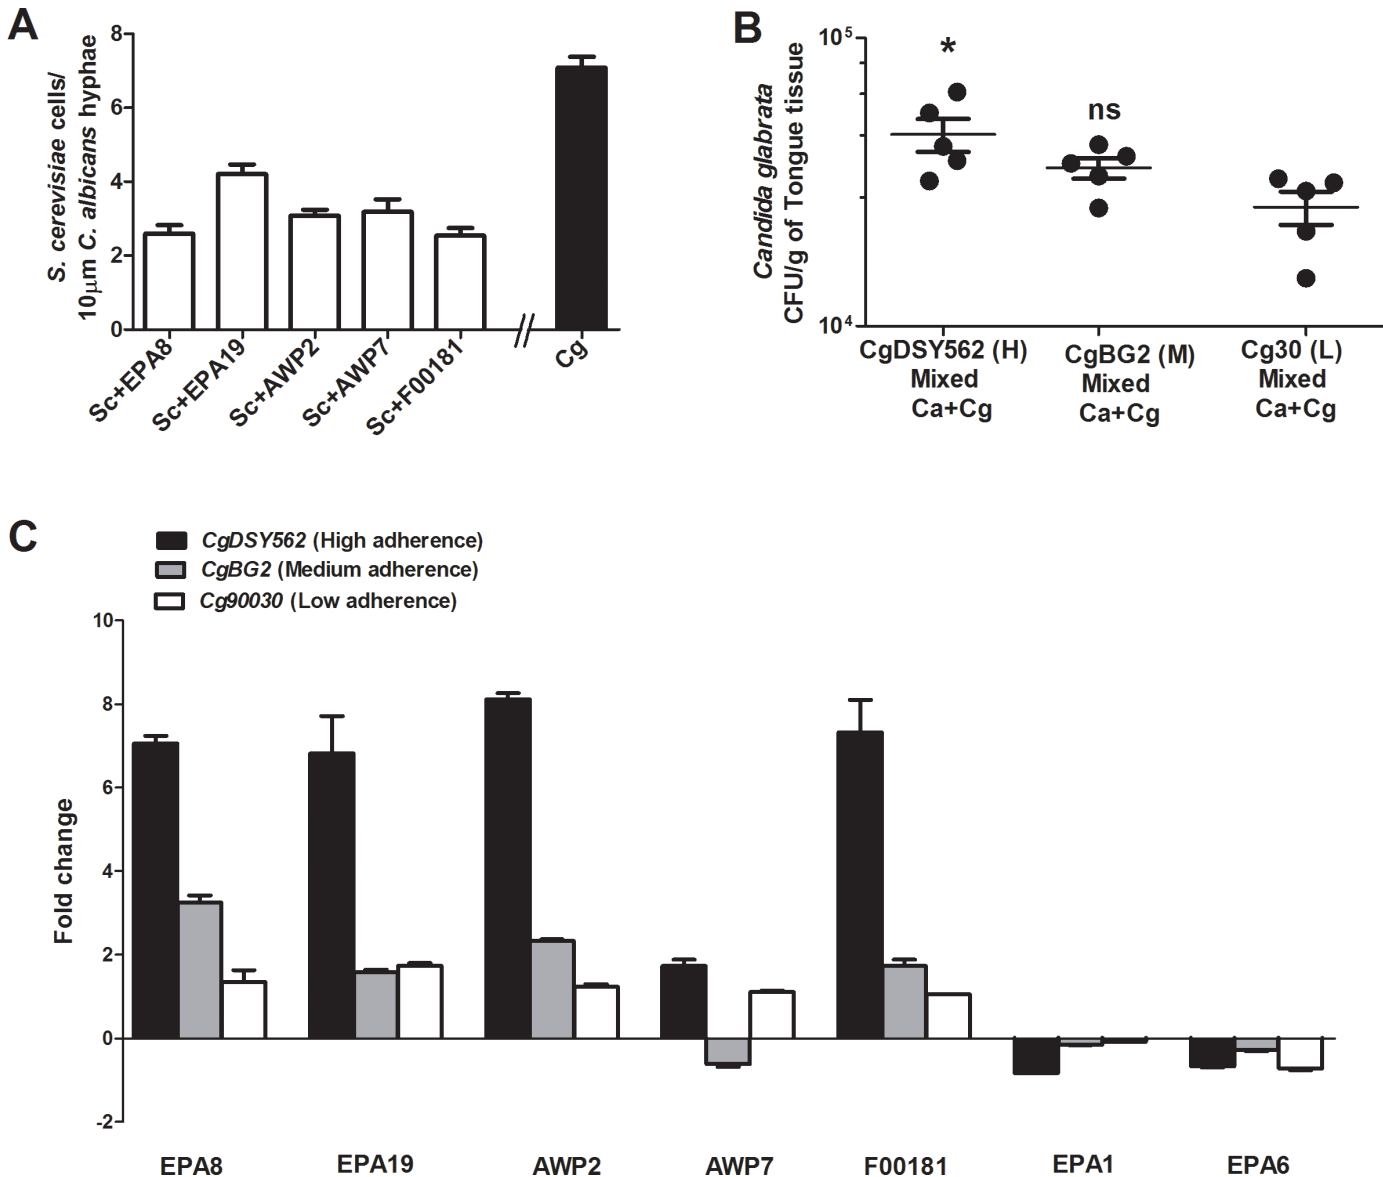 A
S. cerevisiae cells/
10μm C. albicans hyphae
8
6
4
2
0
Sc+EPA8
Sc+EPA19
Sc+AWP2
Sc+AWP7
Sc+F00181
//
Cg
B
Candida glabrata
CFU/g of Tongue tissue
10⁵
10⁴
*
ns
CgDSY562 (H)
Mixed
Ca+Cg
CgBG2 (M)
Mixed
Ca+Cg
Cg30 (L)
Mixed
Ca+Cg
C
CgDSY562 (High adherence)
CgBG2 (Medium adherence)
Cg90030 (Low adherence)
Fold change
10
8
6
4
2
0
-2
EPA8
EPA19
AWP2
AWP7
F00181
EPA1
EPA6